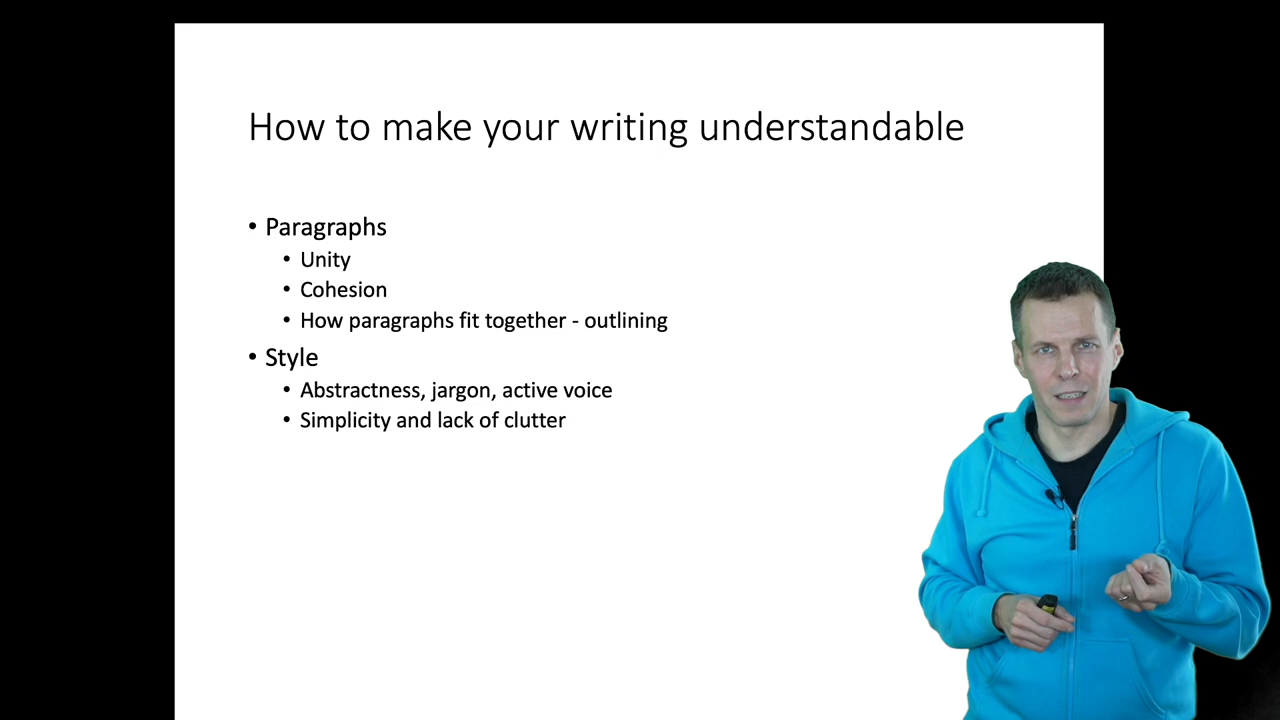 How to make your writing understandable
• Paragraphs
• Unity
• Cohesion
• How paragraphs fit together - outlining
• Style
• Abstractness, jargon, active voice
• Simplicity and lack of clutter